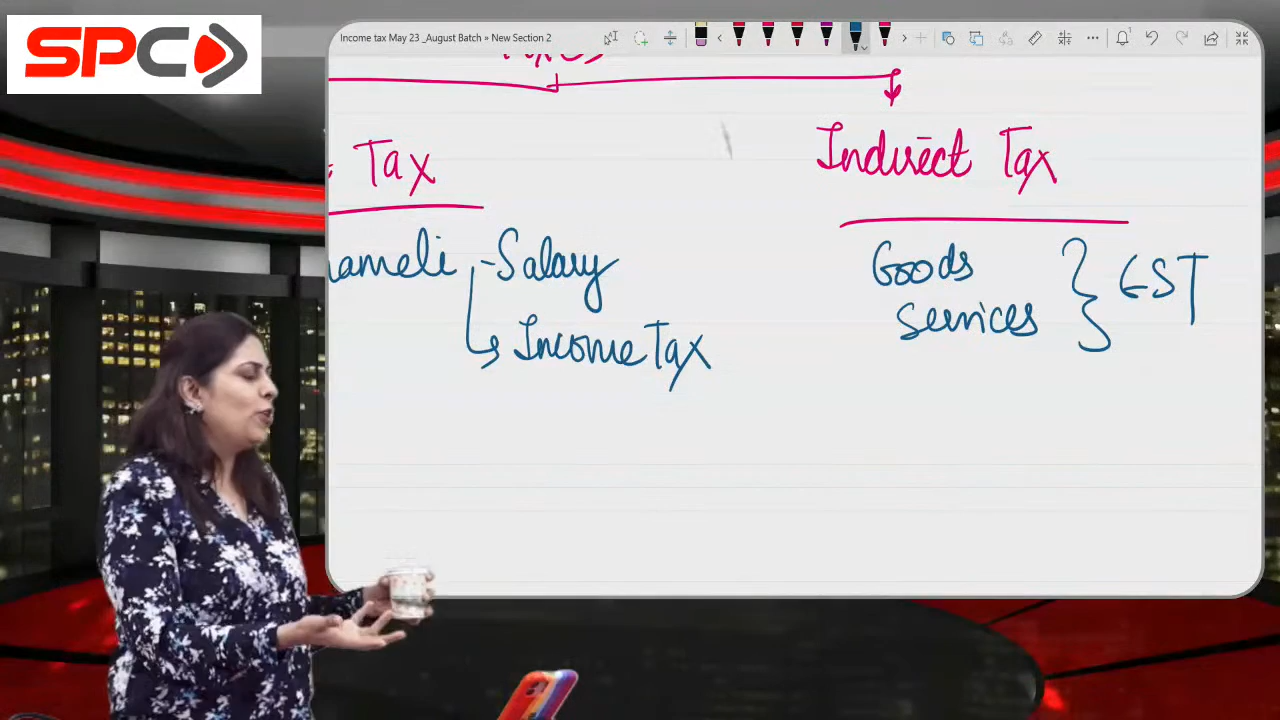 SPC
Income tax May 23 _August Batch » New Section 2
Tax
Indirect Tax
-Salary
Income Tax
Goods
Services
GST